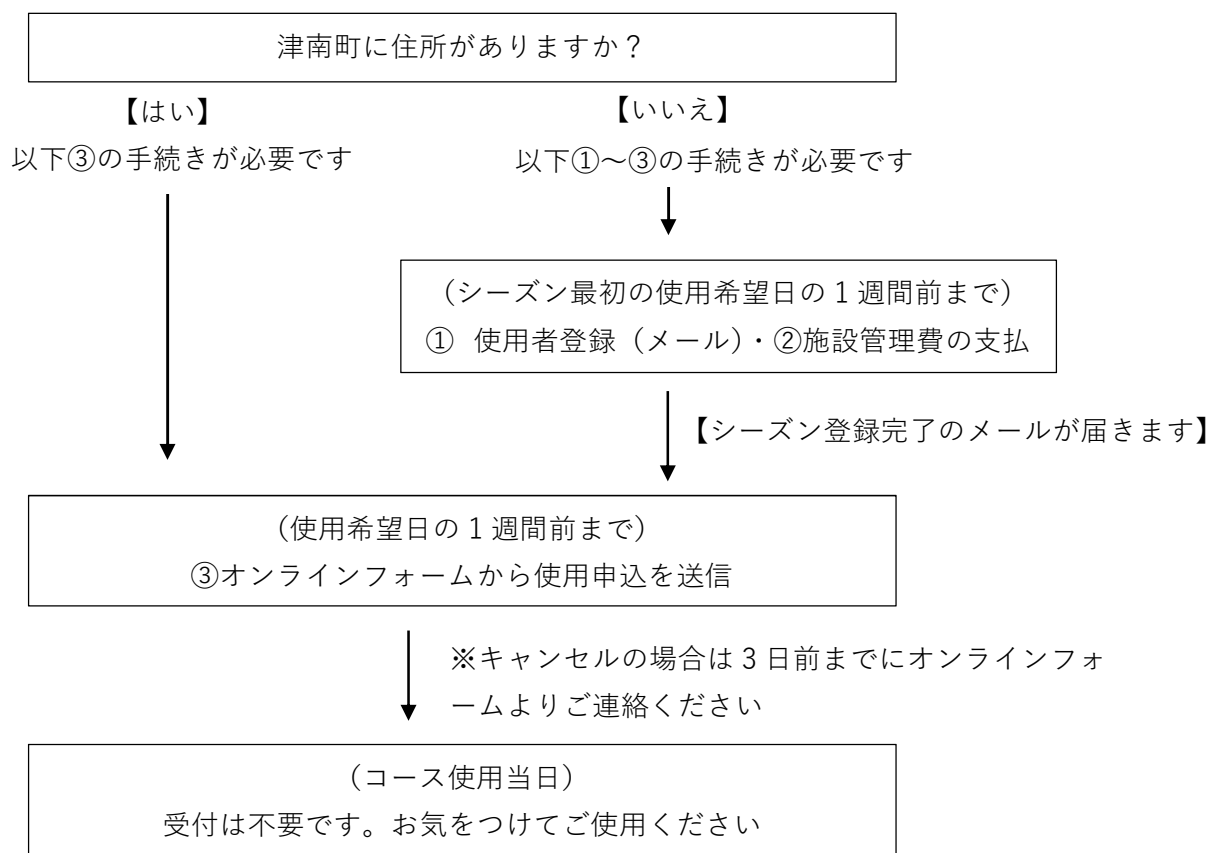 津南町に住所がありますか？
【はい】
以下③の手続きが必要です
【いいえ】
以下①～③の手続きが必要です
（シーズン最初の使用希望日の１週間前まで）
① 使用者登録（メール）・②施設管理費の支払
【シーズン登録完了のメールが届きます】
（使用希望日の１週間前まで）
③オンラインフォームから使用申込を送信
※キャンセルの場合は３日前までにオンラインフォ
ームよりご連絡ください
（コース使用当日）
受付は不要です。お気をつけてご使用ください